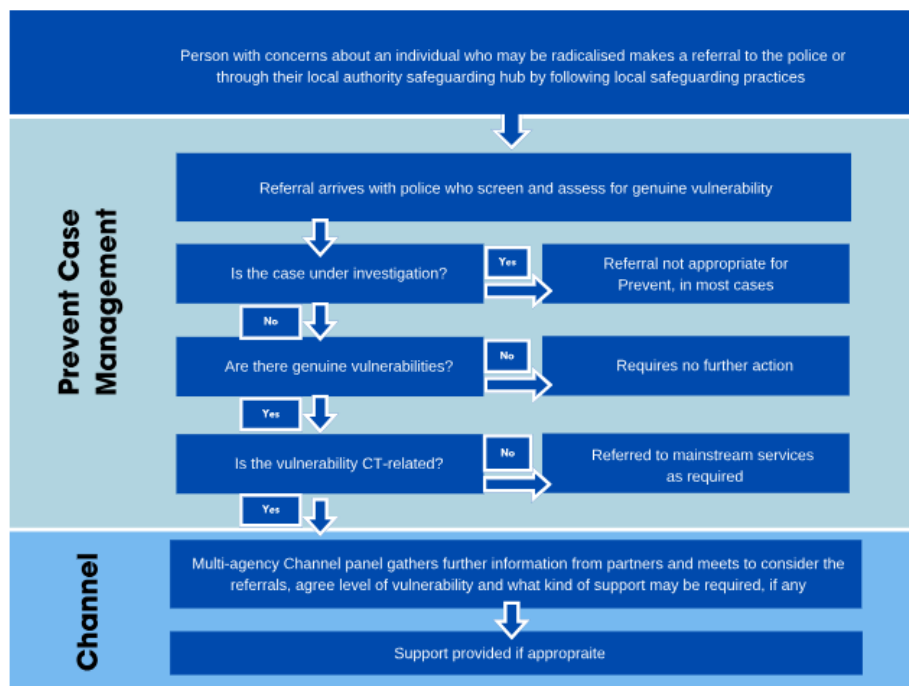 Person with concerns about an individual who may be radicalised makes a referral to the police or
through their local authority safeguarding hub by following local safeguarding practices
Prevent Case
Management
Referral arrives with police who screen and assess for genuine vulnerability
Is the case under investigation?
Yes
Referral not appropriate for
Prevent, in most cases
No
Are there genuine vulnerabilities?
No
Requires no further action
Yes
Is the vulnerability CT-related?
No
Referred to mainstream services
as required
Yes
Channel
Multi-agency Channel panel gathers further information from partners and meets to consider the
referrals, agree level of vulnerability and what kind of support may be required, if any
Support provided if appropraite